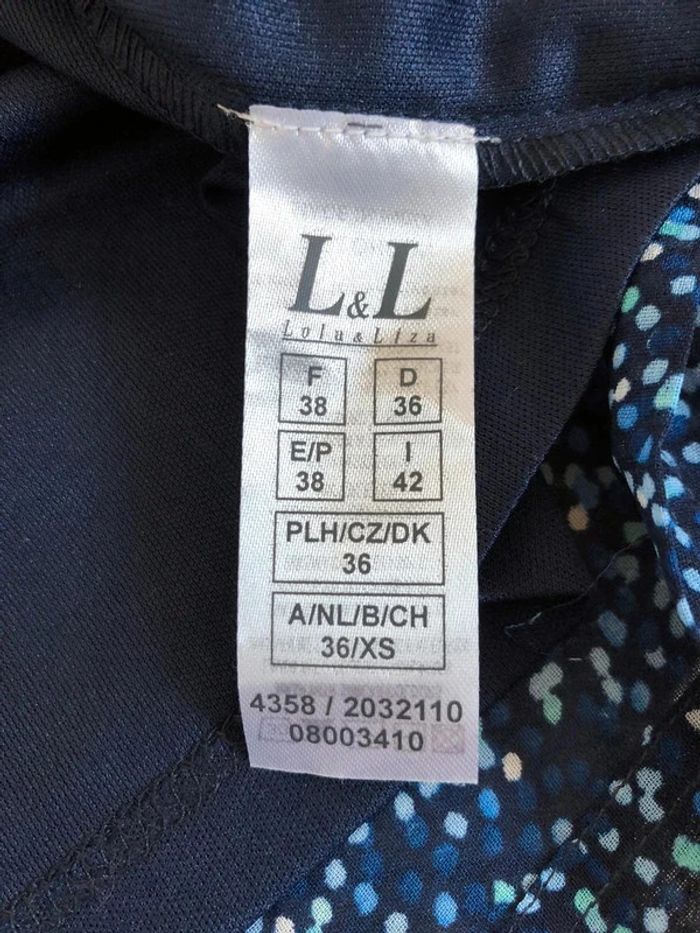 L&L
Lola & Liza
F D
38 36
E/P I
38 42
PLH/CZ/DK
36
A/NL/B/CH
36/XS
4358 / 2032110
08003410